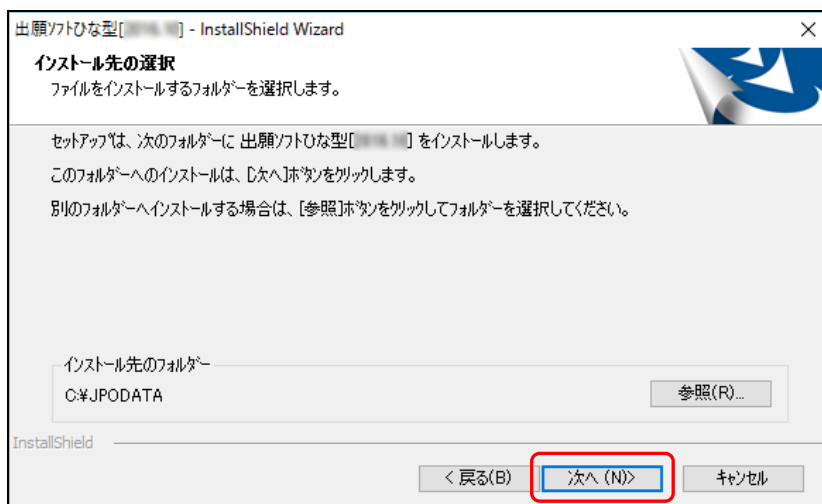 出願ソフトひな型[ ] - InstallShield Wizard
インストール先の選択
ファイルをインストールするフォルダーを選択します。
セットアップは、次のフォルダーに 出願ソフトひな型[ ] をインストールします。
このフォルダーへのインストールは、[次へ]ボタンをクリックします。
別のフォルダーへインストールする場合は、[参照]ボタンをクリックしてフォルダーを選択してください。
インストール先のフォルダー
C:¥JPODATA
参照(R)...
InstallShield
< 戻る(B)
次へ (N)>
キャンセル